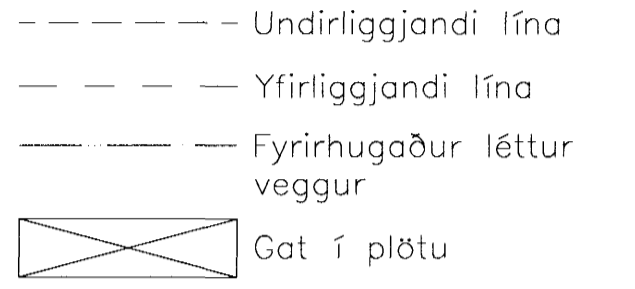 Undirliggjandi lína
Yfirliggjandi lína
Fyrirhugaður léttur
veggur
Gat í plötu